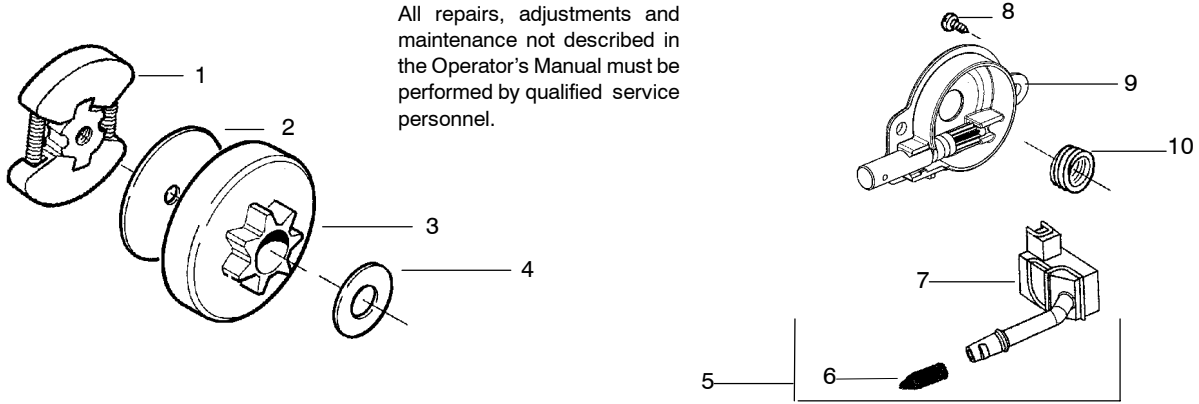 All repairs, adjustments and
maintenance not described in
the Operator's Manual must be
performed by qualified service
personnel.
1
2
3
4
8
9
10
7
5
6